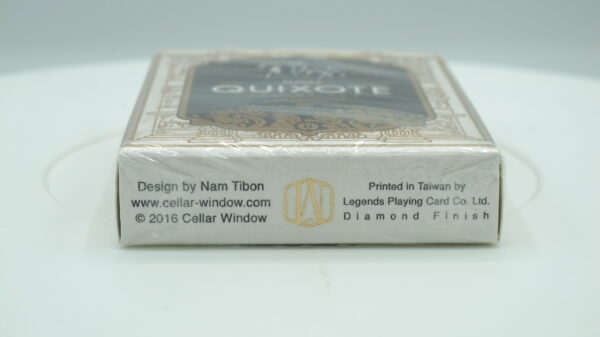 QUIXOTE
Design by Nam Tibon
www.cellar-window.com
© 2016 Cellar Window
Printed in Taiwan by
Legends Playing Card Co. Ltd.
Diamond Finish